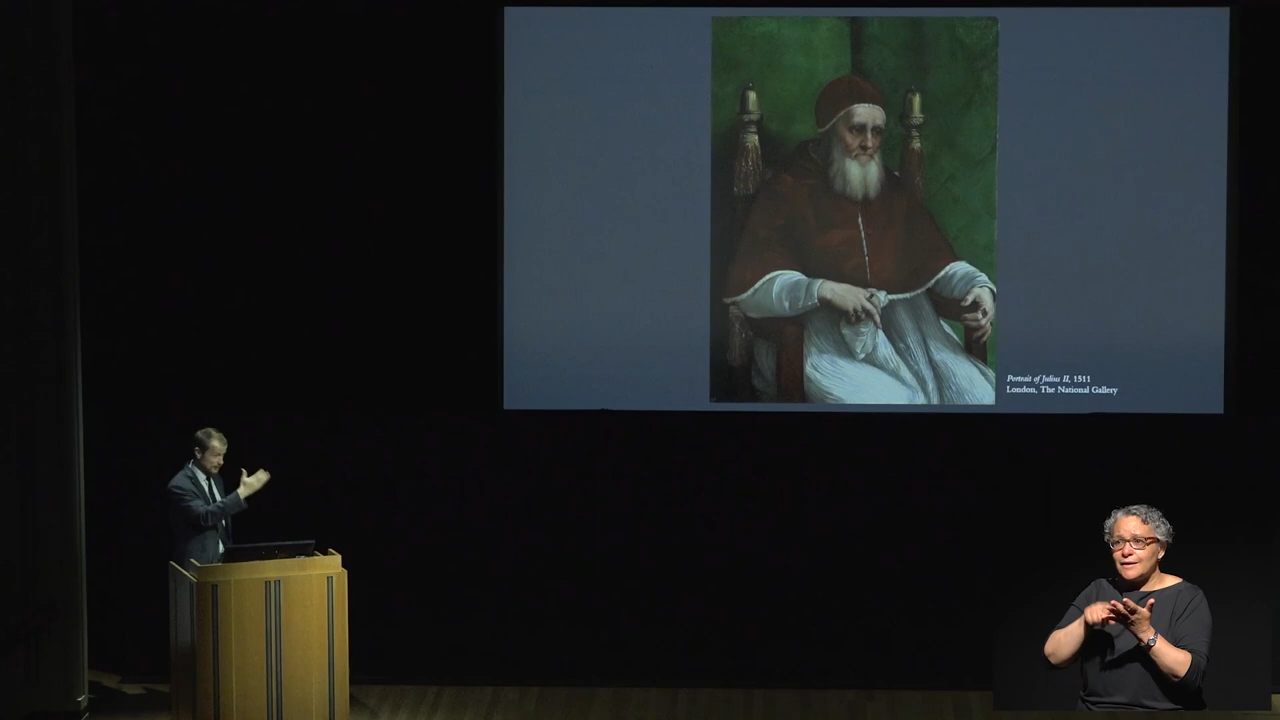 Portrait of Julius II, 1511
London, The National Gallery